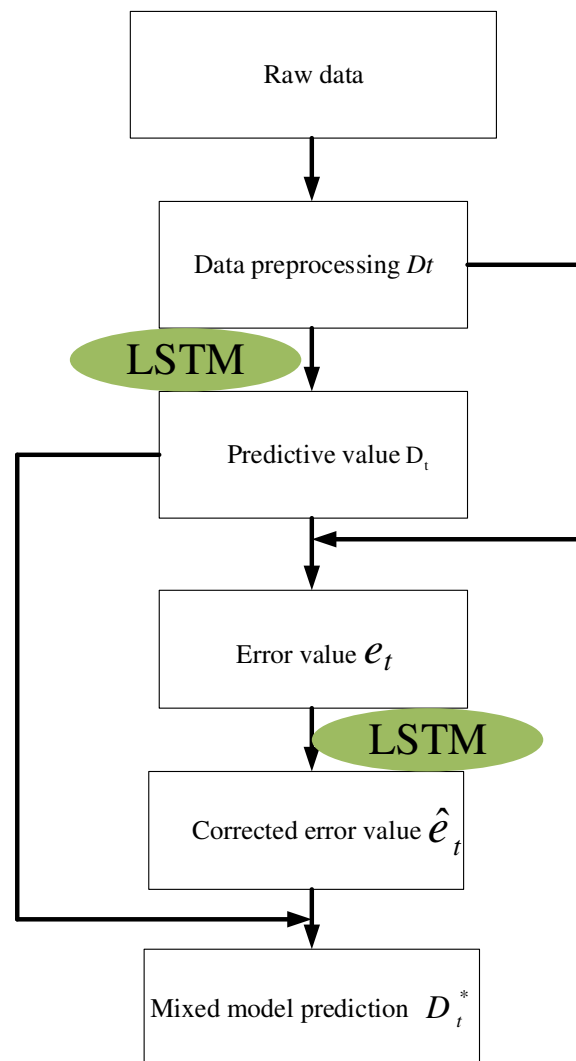 Raw data
Data preprocessing Dt
LSTM
Predictive value Dₜ
Error value eₜ
LSTM
Corrected error value êₜ
Mixed model prediction Dₜ*